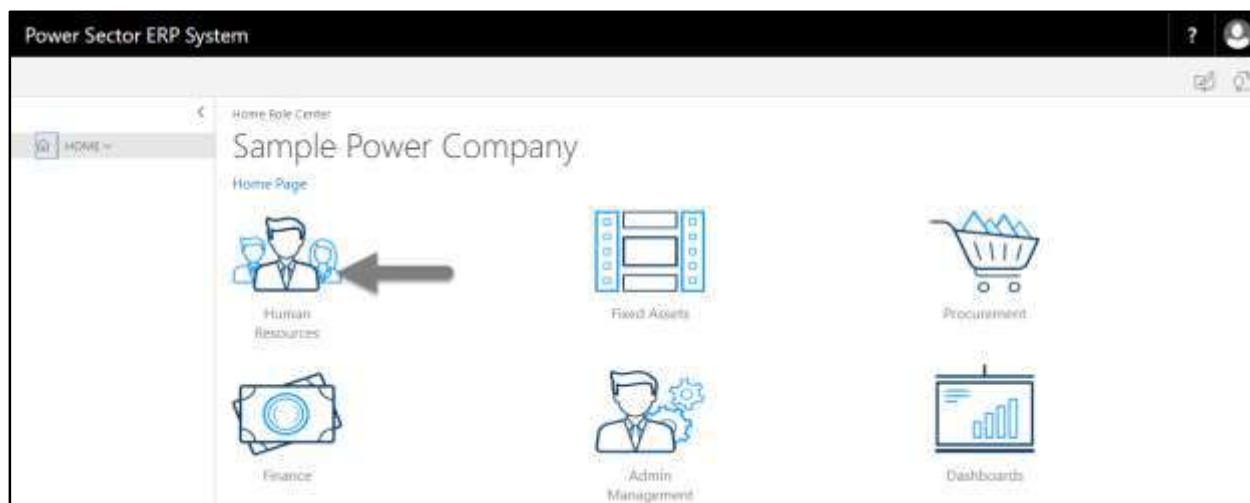 Power Sector ERP System
?
Home Role Center
HOME
Sample Power Company
Home Page
Human
Resources
Fixed Assets
Procurement
Finance
Admin
Management
Dashboards